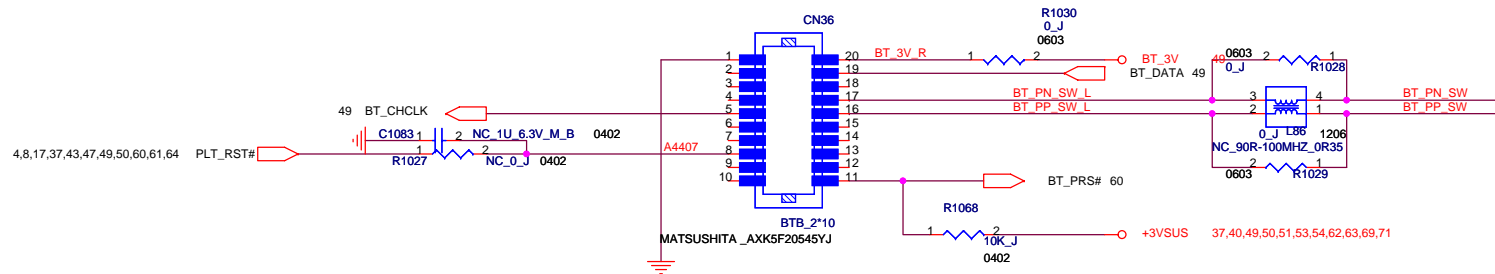 CN36
R1030
0_J
0603
1 20 BT_3V_R 1 2 BT_3V 49
2 19 BT_DATA 49
3 18
4 17 BT_PN_SW_L
5 16 BT_PP_SW_L
6 15
7 14
8 13
9 12
10 11 BT_PRS# 60
0603 2 1
0_J R1028
3 4 BT_PN_SW
2 1 BT_PP_SW
0_J L86 1206
NC_90R-100MHZ_0R35
2 1
0603 R1029
49 BT_CHCLK
C1083 1 2 NC_1U_6.3V_M_B 0402
4,8,17,37,43,47,49,50,60,61,64 PLT_RST# 1 2 A4407
R1027 NC_0_J 0402
BTB_2*10
MATSUSHITA _AXK5F20545YJ
R1068
1 2 +3VSUS 37,40,49,50,51,53,54,62,63,69,71
10K_J
0402